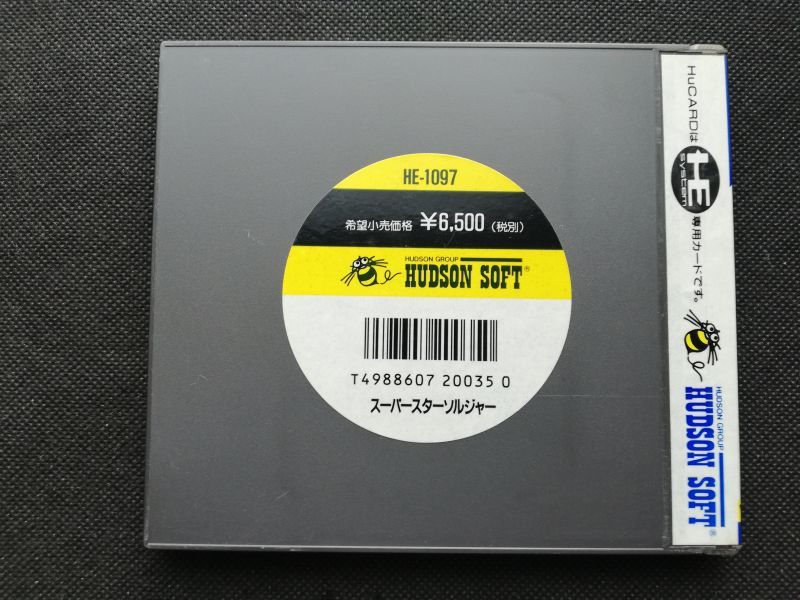 HE-1097
希望小売価格 ¥6,500 (税別)
HUDSON GROUP
HUDSON SOFT®
T4988607 20035 0
スーパースターソルジャー
HuCARDは
HE
system
専用カードです。
HUDSON GROUP
HUDSON SOFT®